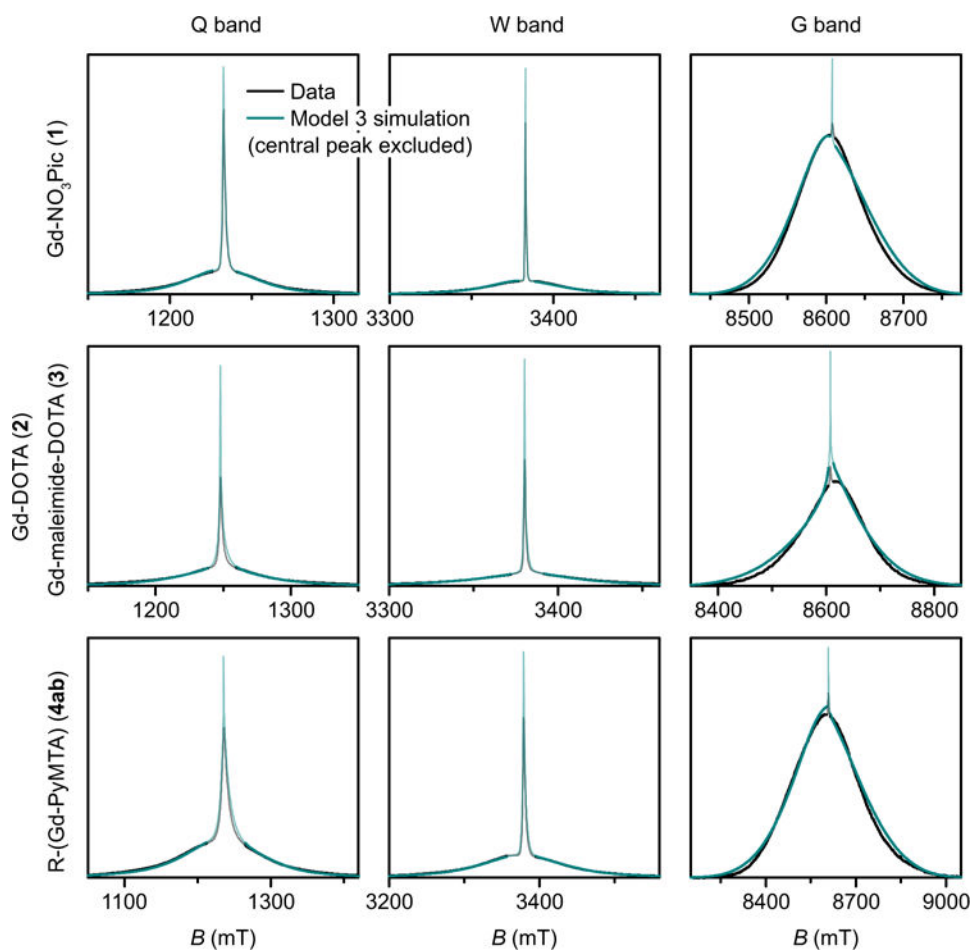 Q band
W band
G band
Gd-NO₃Pic (1)
Data
Model 3 simulation
(central peak excluded)
1200
1300
3300
3400
8500
8600
8700
Gd-DOTA (2)
Gd-maleimide-DOTA (3)
1200
1300
3300
3400
8400
8600
8800
R-(Gd-PyMTA) (4ab)
1100
1300
3200
3400
8400
8700
9000
B (mT)
B (mT)
B (mT)